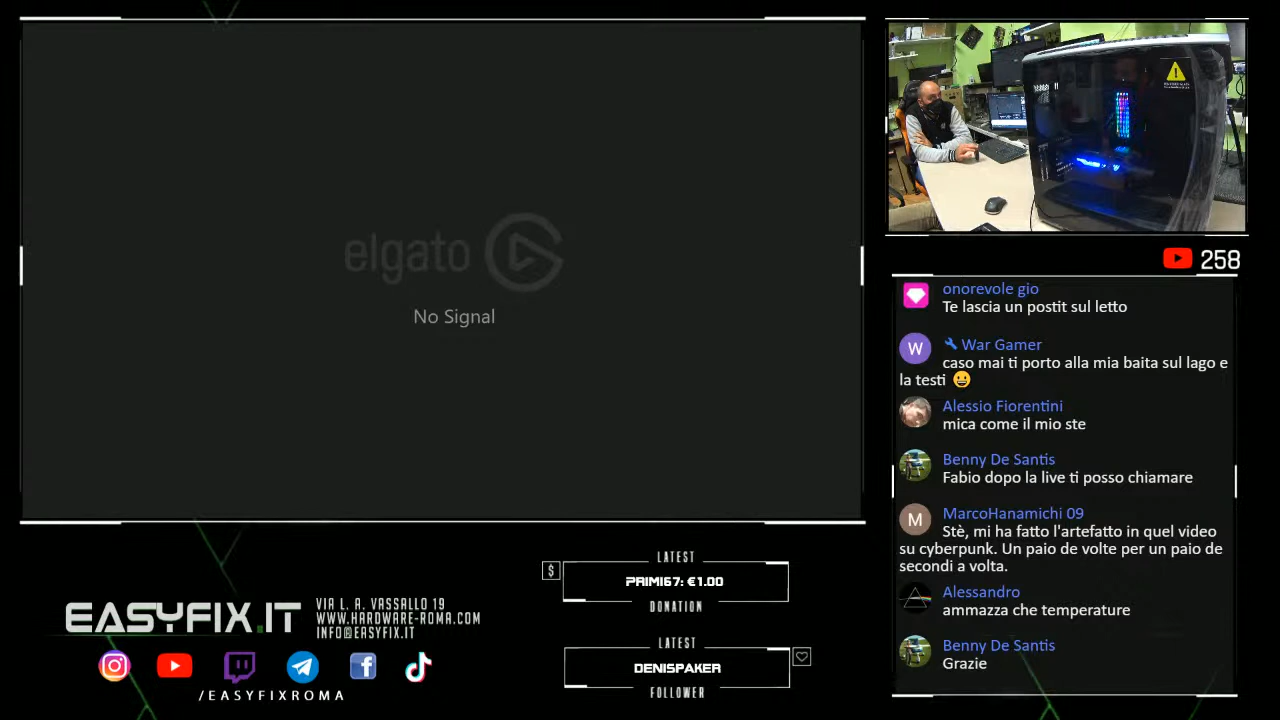 elgato
No Signal
258
onorevole gio
Te lascia un postit sul letto
W
War Gamer
caso mai ti porto alla mia baita sul lago e
la testi
Alessio Fiorentini
mica come il mio ste
Benny De Santis
Fabio dopo la live ti posso chiamare
M
MarcoHanamichi 09
Stè, mi ha fatto l'artefatto in quel video
su cyberpunk. Un paio de volte per un paio de
secondi a volta.
Alessandro
ammazza che temperature
Benny De Santis
Grazie
EASYFIX.IT
VIA L. A. VASSALLO 19
WWW.HARDWARE-ROMA.COM
INFO@EASYFIX.IT
/EASYFIXROMA
LATEST
$
PRIMI67: €1.00
DONATION
LATEST
DENISPAKER
FOLLOWER